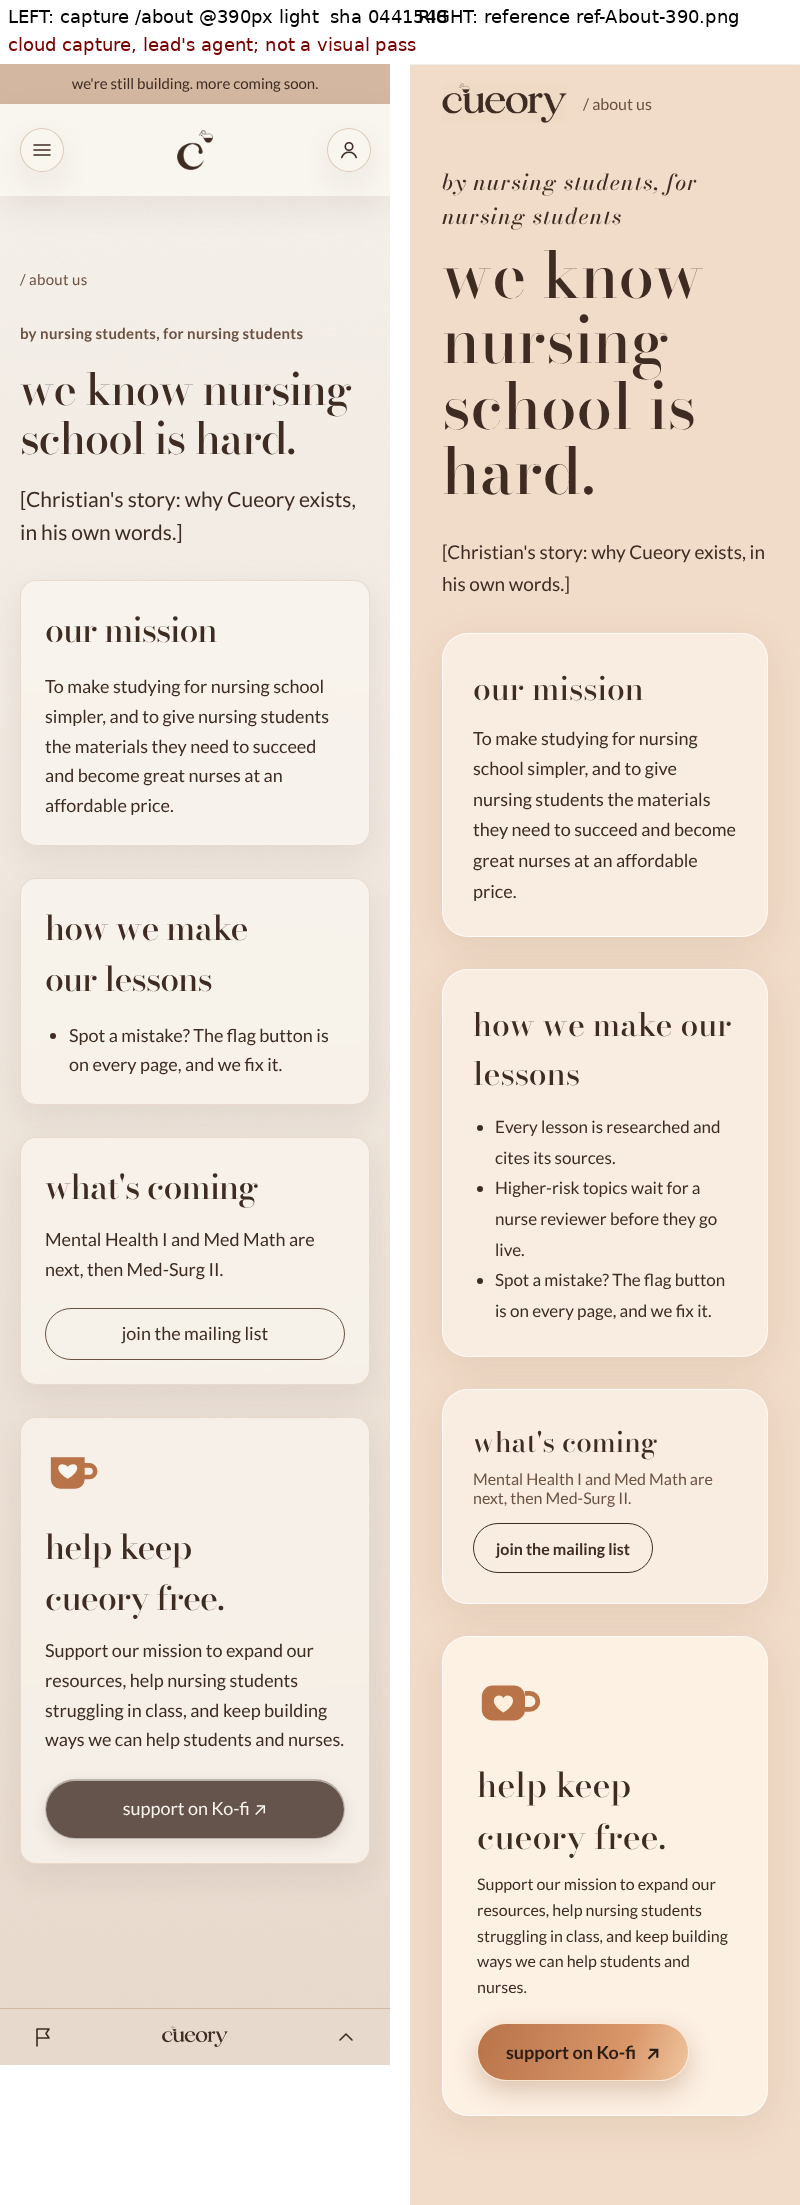 LEFT: capture /about @390px light sha 0441548
RIGHT: reference ref-About-390.png
cloud capture, lead's agent; not a visual pass
we're still building. more coming soon.
c
/ about us
by nursing students, for nursing students
we know nursing
school is hard.
[Christian's story: why Cueory exists,
in his own words.]
our mission
To make studying for nursing school
simpler, and to give nursing students
the materials they need to succeed
and become great nurses at an
affordable price.
how we make
our lessons
• Spot a mistake? The flag button is
on every page, and we fix it.
what's coming
Mental Health I and Med Math are
next, then Med-Surg II.
join the mailing list
help keep
cueory free.
Support our mission to expand our
resources, help nursing students
struggling in class, and keep building
ways we can help students and nurses.
support on Ko-fi ↗
cueory
cueory / about us
by nursing students, for
nursing students
we know
nursing
school is
hard.
[Christian's story: why Cueory exists, in
his own words.]
our mission
To make studying for nursing
school simpler, and to give
nursing students the materials
they need to succeed and become
great nurses at an affordable
price.
how we make our
lessons
• Every lesson is researched and
cites its sources.
• Higher-risk topics wait for a
nurse reviewer before they go
live.
• Spot a mistake? The flag button
is on every page, and we fix it.
what's coming
Mental Health I and Med Math are
next, then Med-Surg II.
join the mailing list
help keep
cueory free.
Support our mission to expand our
resources, help nursing students
struggling in class, and keep building
ways we can help students and
nurses.
support on Ko-fi ↗